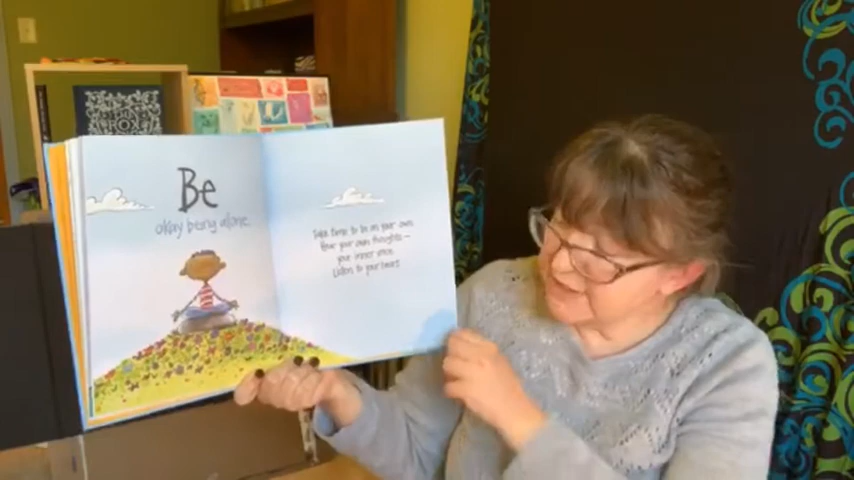 Be
okay being alone.
Take time to be on your own.
Hear your own thoughts—
your inner voice.
Listen to your heart.
BOX